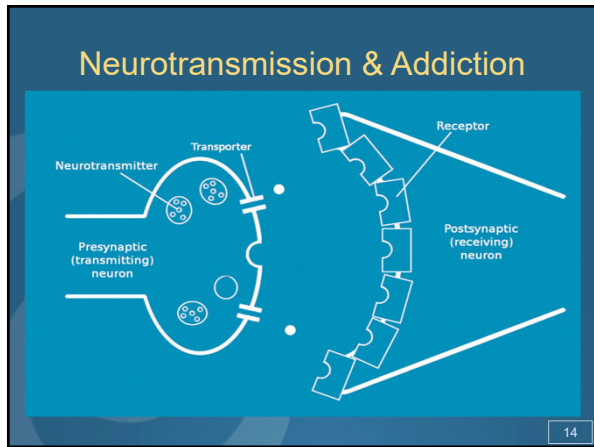 Neurotransmission & Addiction
Receptor
Transporter
Neurotransmitter
Postsynaptic
(receiving)
neuron
Presynaptic
(transmitting)
neuron
14